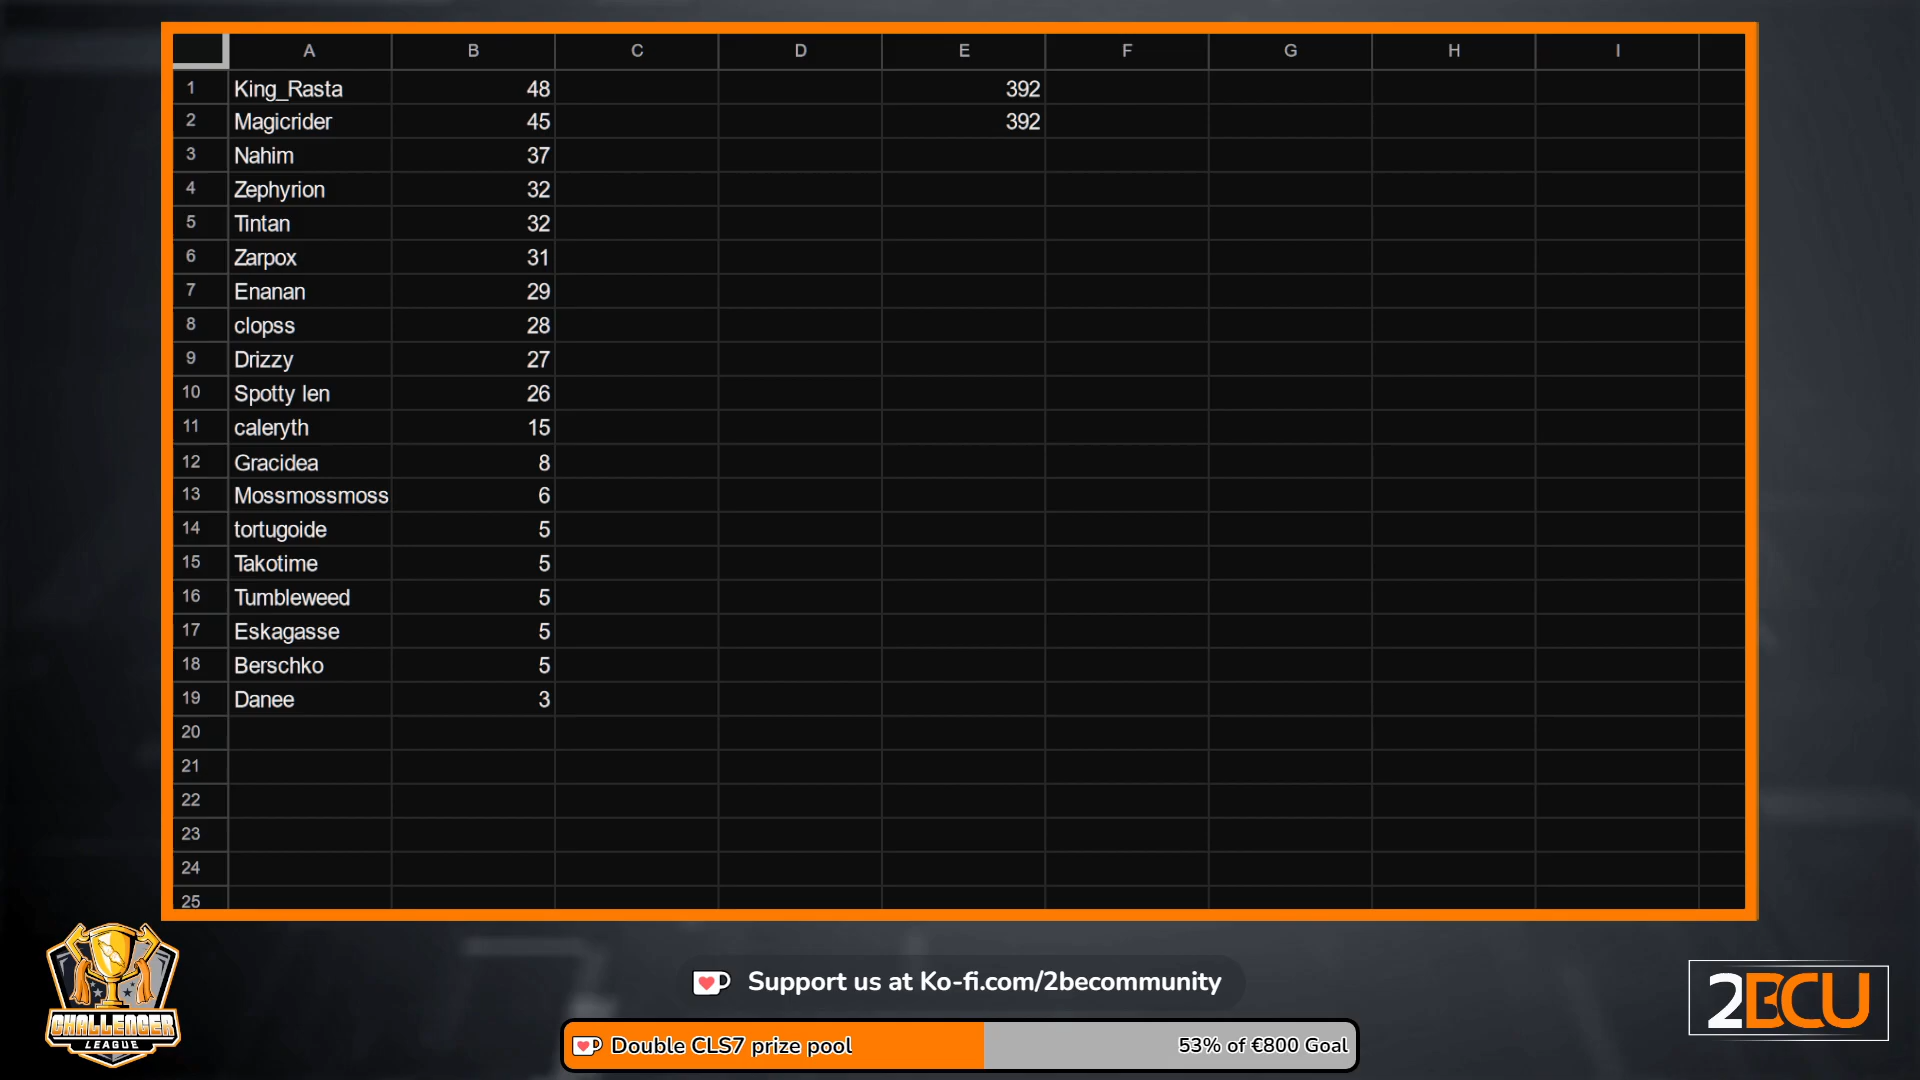 A B C D E F G H I
1 King_Rasta 48 392
2 Magicrider 45 392
3 Nahim 37
4 Zephyrion 32
5 Tintan 32
6 Zarpox 31
7 Enanan 29
8 clopss 28
9 Drizzy 27
10 Spotty len 26
11 caleryth 15
12 Gracidea 8
13 Mossmossmoss 6
14 tortugoide 5
15 Takotime 5
16 Tumbleweed 5
17 Eskagasse 5
18 Berschko 5
19 Danee 3
20
21
22
23
24
25
CHALLENGER
LEAGUE
Support us at Ko-fi.com/2becommunity
Double CLS7 prize pool 53% of €800 Goal
2BCU